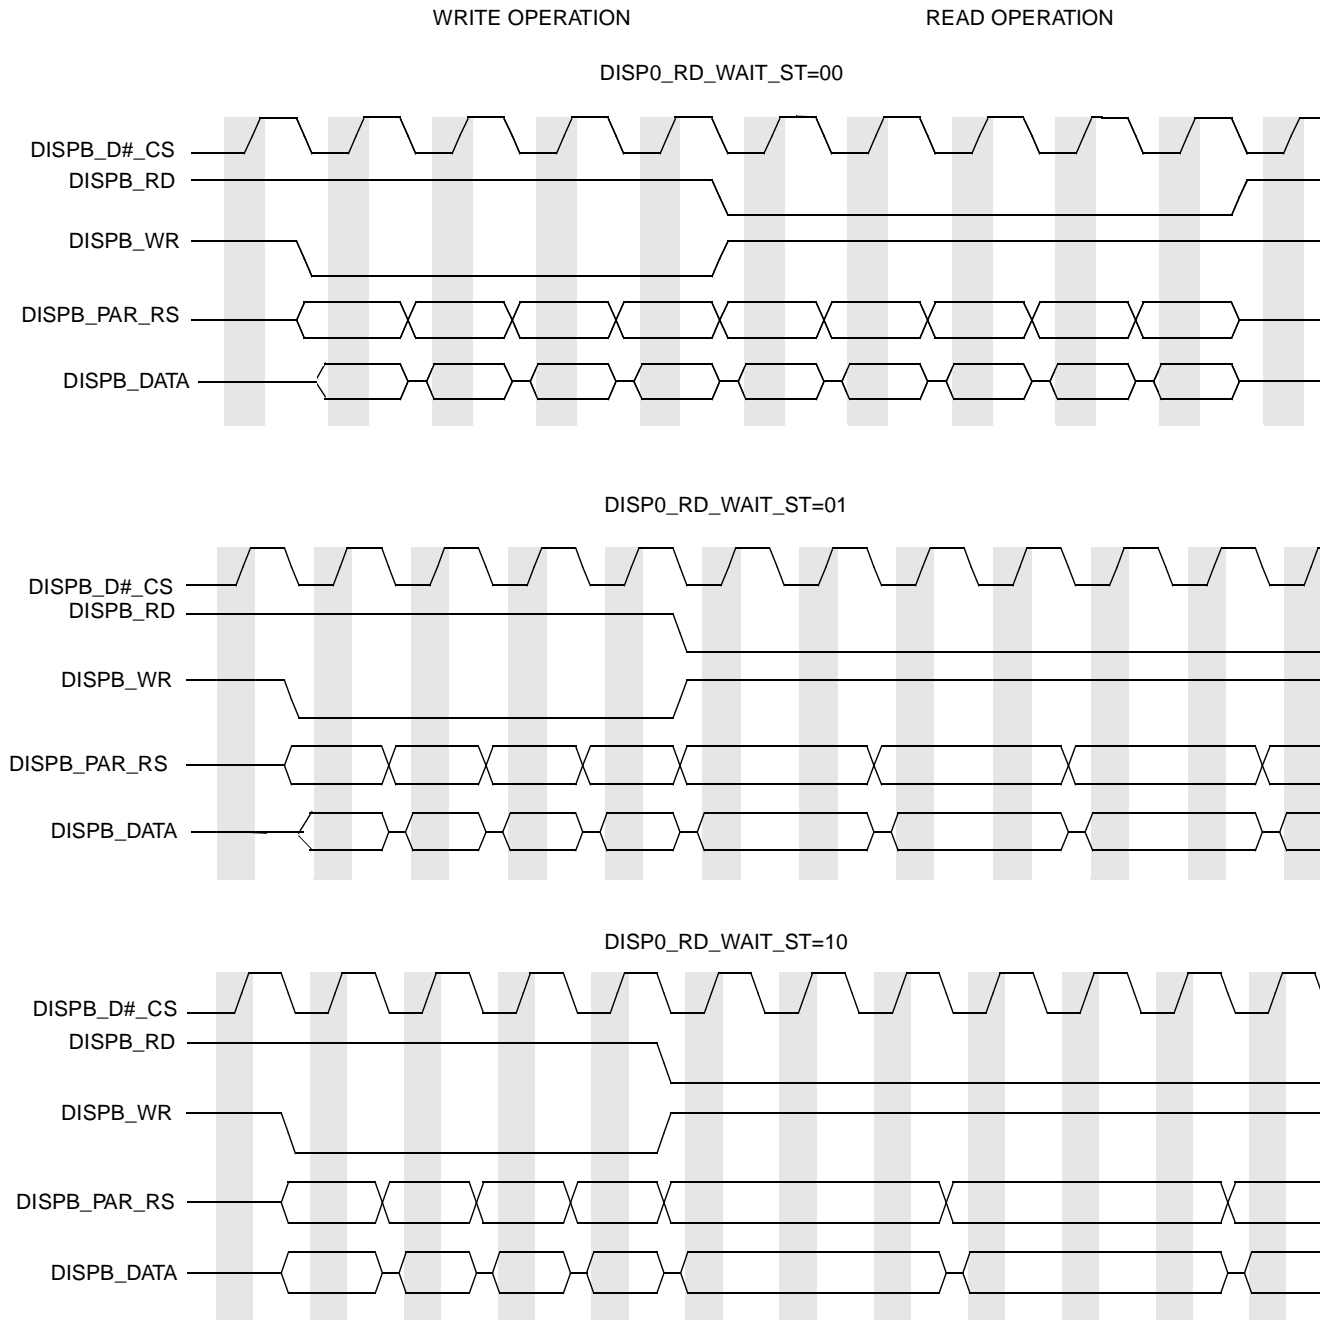 WRITE OPERATION
READ OPERATION
DISP0_RD_WAIT_ST=00
DISPB_D#_CS
DISPB_RD
DISPB_WR
DISPB_PAR_RS
DISPB_DATA
DISP0_RD_WAIT_ST=01
DISPB_D#_CS
DISPB_RD
DISPB_WR
DISPB_PAR_RS
DISPB_DATA
DISP0_RD_WAIT_ST=10
DISPB_D#_CS
DISPB_RD
DISPB_WR
DISPB_PAR_RS
DISPB_DATA